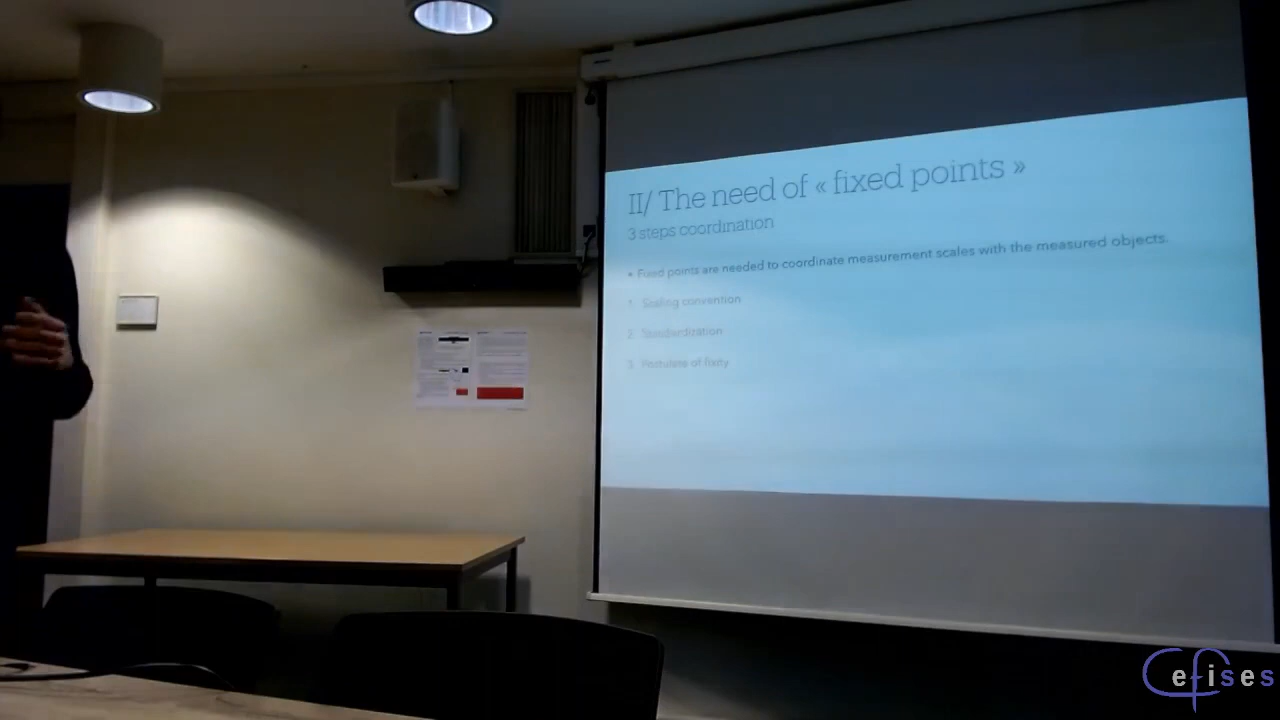 II/ The need of « fixed points »
3 steps coordination
• Fixed points are needed to coordinate measurement scales with the measured objects.
1. Scaling convention
2. Standardization
3. Postulate of fixity
Cefises